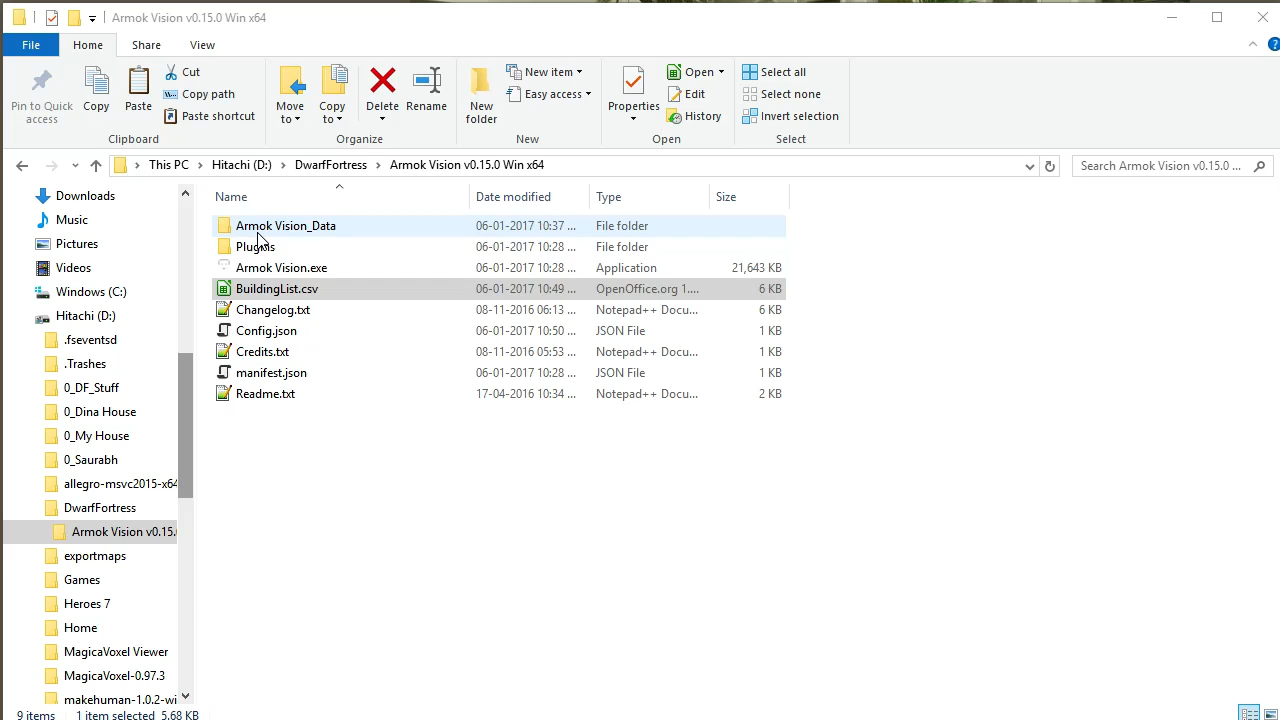 Armok Vision v0.15.0 Win x64
File Home Share View
Pin to Quick access
Copy
Paste
Cut
Copy path
Paste shortcut
Clipboard
Move to
Copy to
Delete
Rename
Organize
New folder
New item
Easy access
New
Properties
Open
Edit
History
Open
Select all
Select none
Invert selection
Select
This PC Hitachi (D:) DwarfFortress Armok Vision v0.15.0 Win x64
Search Armok Vision v0.15.0 ...
Downloads
Music
Pictures
Videos
Windows (C:)
Hitachi (D:)
.fseventsd
.Trashes
0_DF_Stuff
0_Dina House
0_My House
0_Saurabh
allegro-msvc2015-x64
DwarfFortress
Armok Vision v0.15.
exportmaps
Games
Heroes 7
Home
MagicaVoxel Viewer
MagicaVoxel-0.97.3
makehuman-1.0.2-wi
Name Date modified Type Size
Armok Vision_Data 06-01-2017 10:37 ... File folder
Plugins 06-01-2017 10:28 ... File folder
Armok Vision.exe 06-01-2017 10:28 ... Application 21,643 KB
BuildingList.csv 06-01-2017 10:49 ... OpenOffice.org 1.... 6 KB
Changelog.txt 08-11-2016 06:13 ... Notepad++ Docu... 6 KB
Config.json 06-01-2017 10:50 ... JSON File 1 KB
Credits.txt 08-11-2016 05:53 ... Notepad++ Docu... 1 KB
manifest.json 06-01-2017 10:28 ... JSON File 1 KB
Readme.txt 17-04-2016 10:34 ... Notepad++ Docu... 2 KB
9 items 1 item selected 5.68 KB